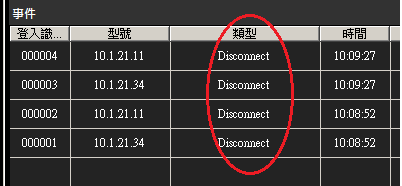 事件
登入識... 型號 類型 時間
000004 10.1.21.11 Disconnect 10:09:27
000003 10.1.21.34 Disconnect 10:09:27
000002 10.1.21.11 Disconnect 10:08:52
000001 10.1.21.34 Disconnect 10:08:52